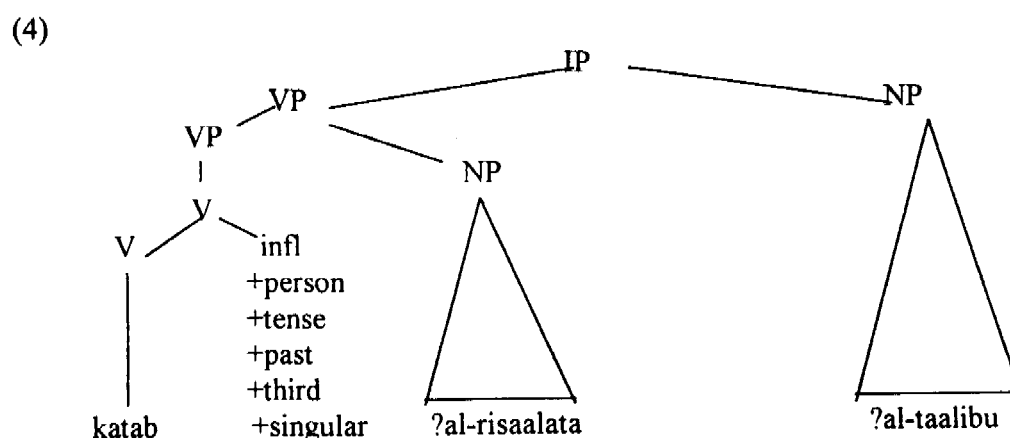 (4)
IP
VP NP
VP NP
V
V infl
+person
+tense
+past
+third
katab +singular ?al-risaalata ?al-taalibu